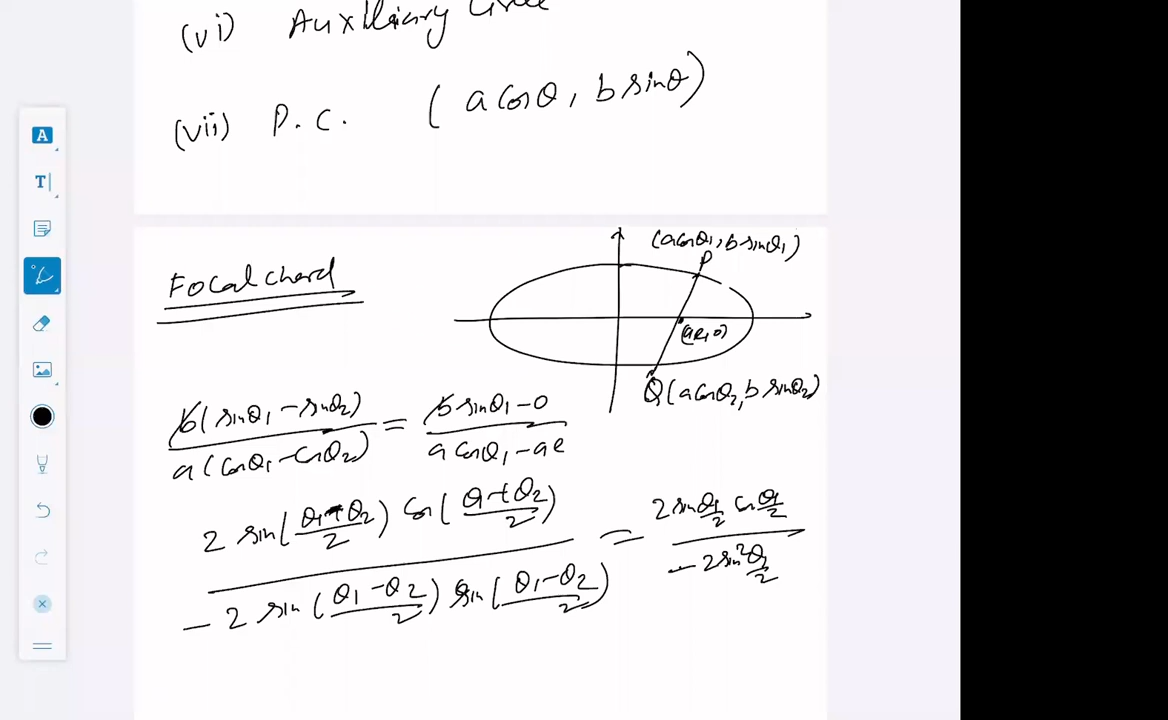 (vi) Auxiliary Circle
(vii) P.C. (a cosθ, b sinθ)
Focal chord
(a cosθ₁, b sinθ₁)
P
(ae, 0)
Q(a cosθ₂, b sinθ₂)
b(sinθ₁ - sinθ₂) / a(cosθ₁ - cosθ₂) = b sinθ₁ - 0 / a cosθ₁ - ae
2 sin(θ₁ - θ₂ / 2) cos(θ₁ + θ₂ / 2) / - 2 sin(θ₁ - θ₂ / 2) sin(θ₁ - θ₂ / 2) = 2 sin θ₁/2 cos θ₁/2 / - 2 sin² θ₁/2
A
T